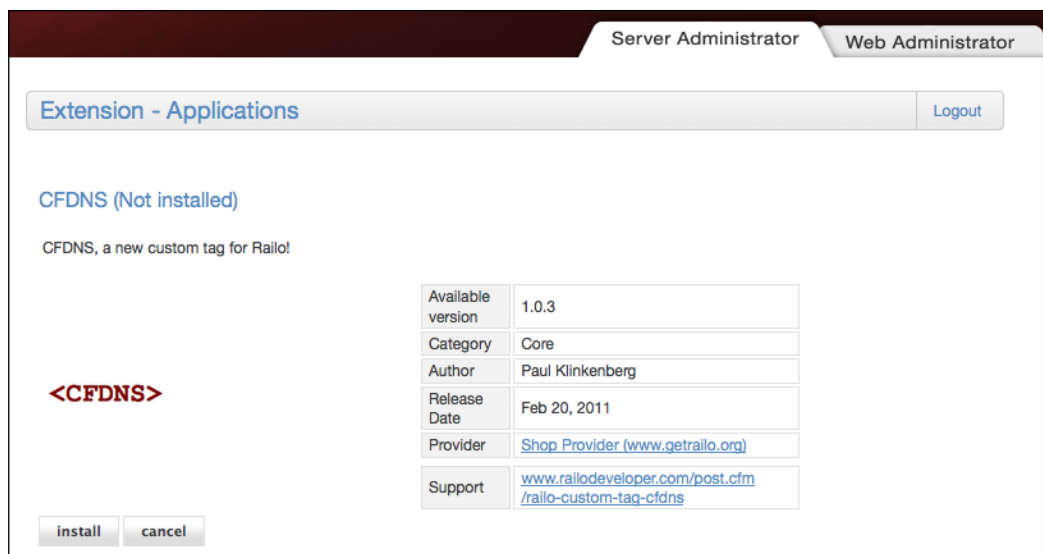 Server Administrator
Web Administrator
Extension - Applications
Logout
CFDNS (Not installed)
CFDNS, a new custom tag for Railo!
<CFDNS>
Available
version
1.0.3
Category
Core
Author
Paul Klinkenberg
Release
Date
Feb 20, 2011
Provider
Shop Provider (www.getrailo.org)
Support
www.railodeveloper.com/post.cfm
/railo-custom-tag-cfdns
install
cancel